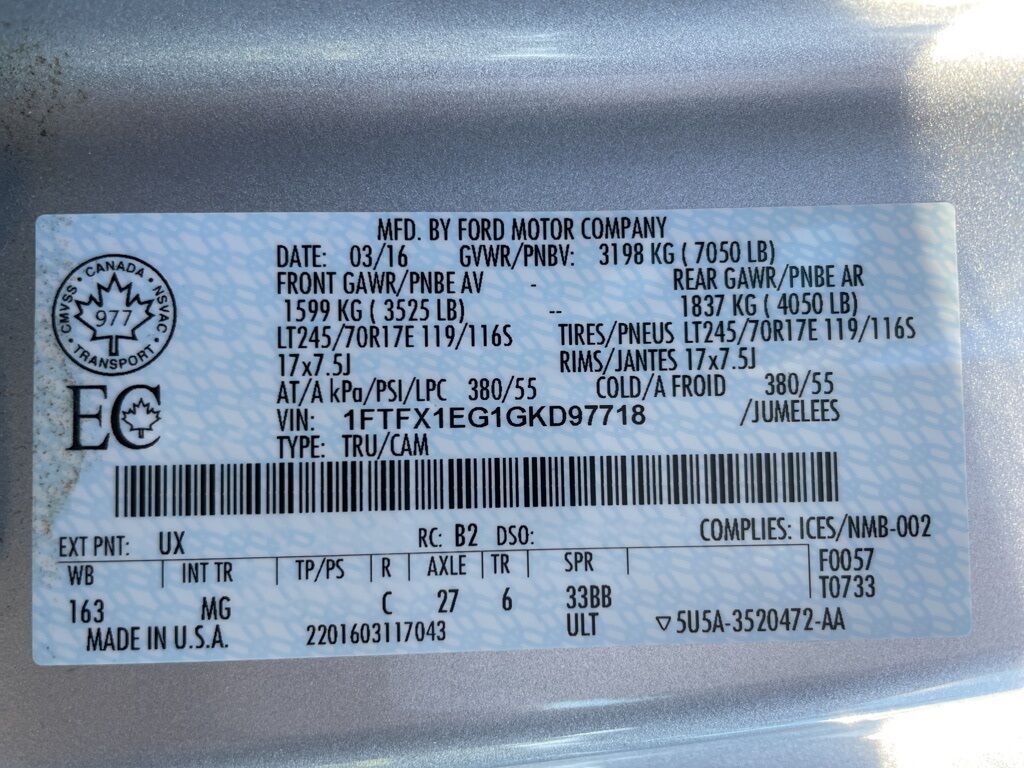 MFD. BY FORD MOTOR COMPANY
DATE: 03/16 GVWR/PNBV: 3198 KG ( 7050 LB)
FRONT GAWR/PNBE AV - REAR GAWR/PNBE AR
1599 KG ( 3525 LB) -- 1837 KG ( 4050 LB)
LT245/70R17E 119/116S TIRES/PNEUS LT245/70R17E 119/116S
17x7.5J RIMS/JANTES 17x7.5J
AT/A kPa/PSI/LPC 380/55 COLD/A FROID 380/55
VIN: 1FTFX1EG1GKD97718 /JUMELEES
TYPE: TRU/CAM
CANADA
CMVSS 977 NSVAC
TRANSPORT
EC
EXT PNT: UX RC: B2 DSO: COMPLIES: ICES/NMB-002
WB INT TR TP/PS R AXLE TR SPR F0057
T0733
163 MG C 27 6 33BB
MADE IN U.S.A. 2201603117043 ULT ▽5U5A-3520472-AA